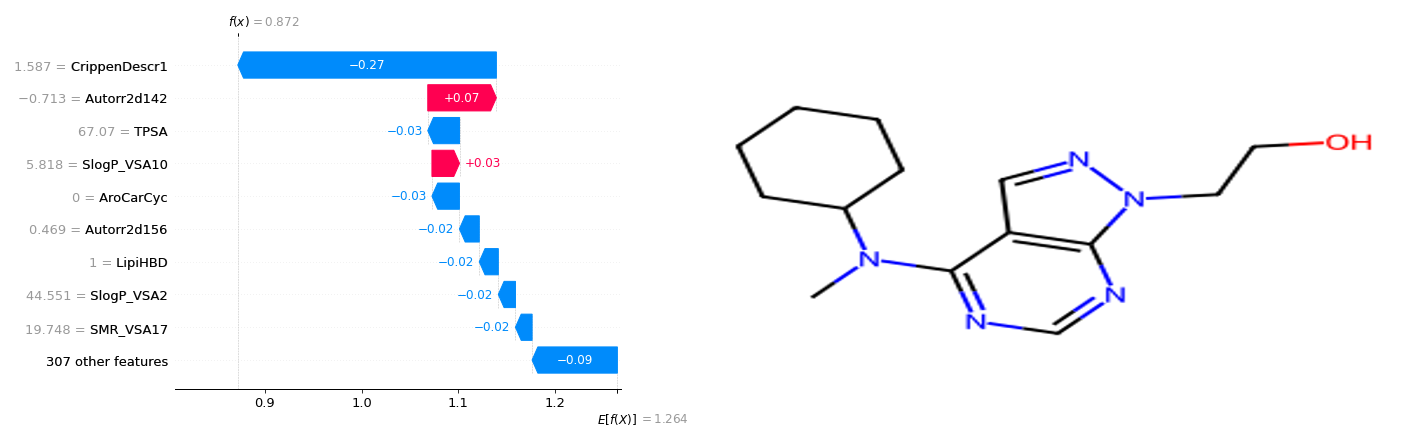 f(x) = 0.872
1.587 = CrippenDescr1
−0.27
−0.713 = Autorr2d142
+0.07
67.07 = TPSA
−0.03
5.818 = SlogP_VSA10
+0.03
0 = AroCarCyc
−0.03
0.469 = Autorr2d156
−0.02
1 = LipiHBD
−0.02
44.551 = SlogP_VSA2
−0.02
19.748 = SMR_VSA17
−0.02
307 other features
−0.09
0.9 1.0 1.1 1.2
E[f(X)] = 1.264
OH
N
N
N
N
N